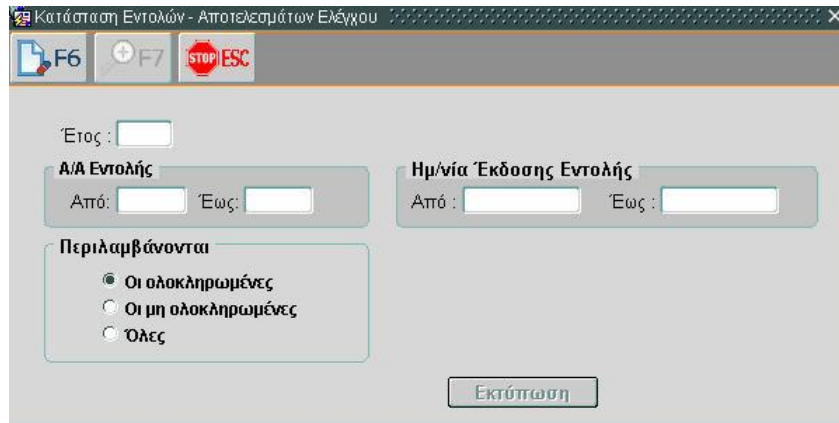 Κατάσταση Εντολών - Αποτελεσμάτων Ελέγχου
F6 F7 STOP ESC
Έτος :
Α/Α Εντολής Ημ/νία Έκδοσης Εντολής
Από: Έως: Από : Έως :
Περιλαμβάνονται
Οι ολοκληρωμένες
Οι μη ολοκληρωμένες
Όλες
Εκτύπωση